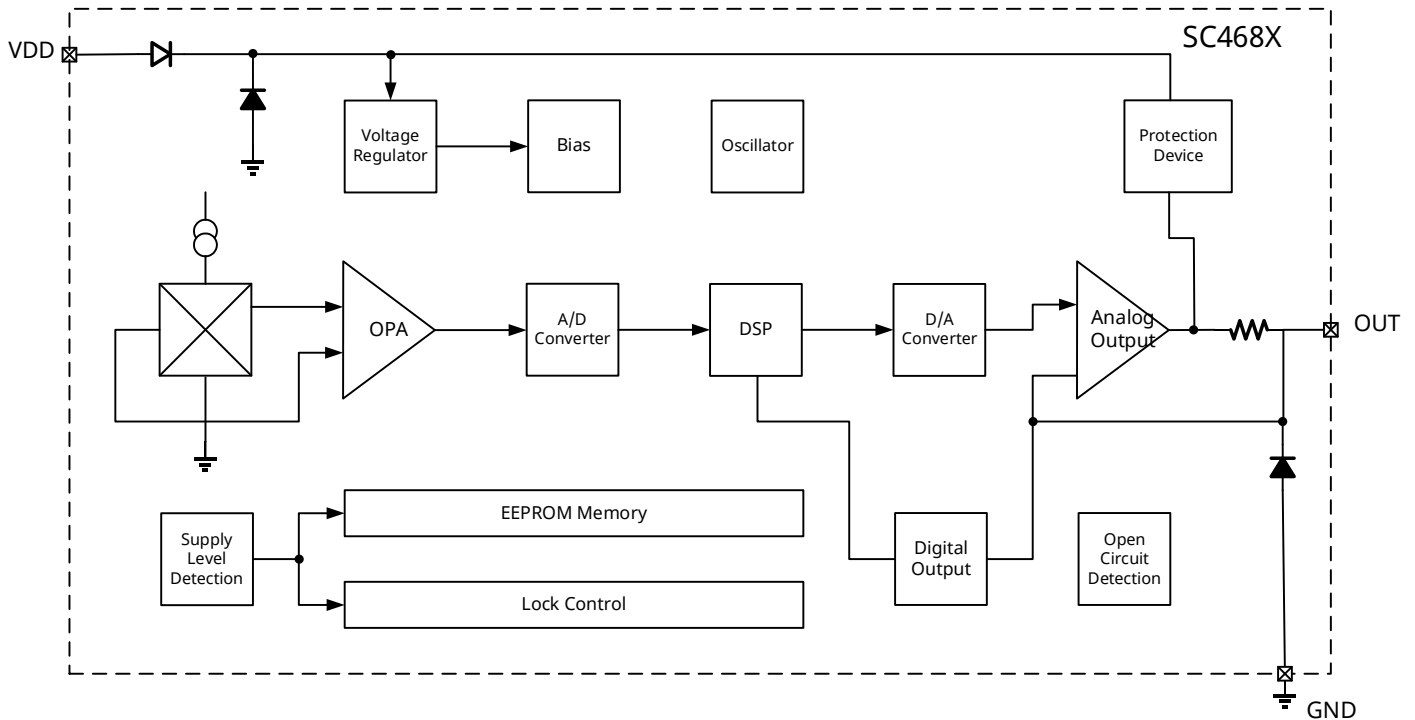 SC468X
VDD
Voltage
Regulator
Bias
Oscillator
Protection
Device
OPA
A/D
Converter
DSP
D/A
Converter
Analog
Output
OUT
EEPROM Memory
Supply
Level
Detection
Lock Control
Digital
Output
Open
Circuit
Detection
GND